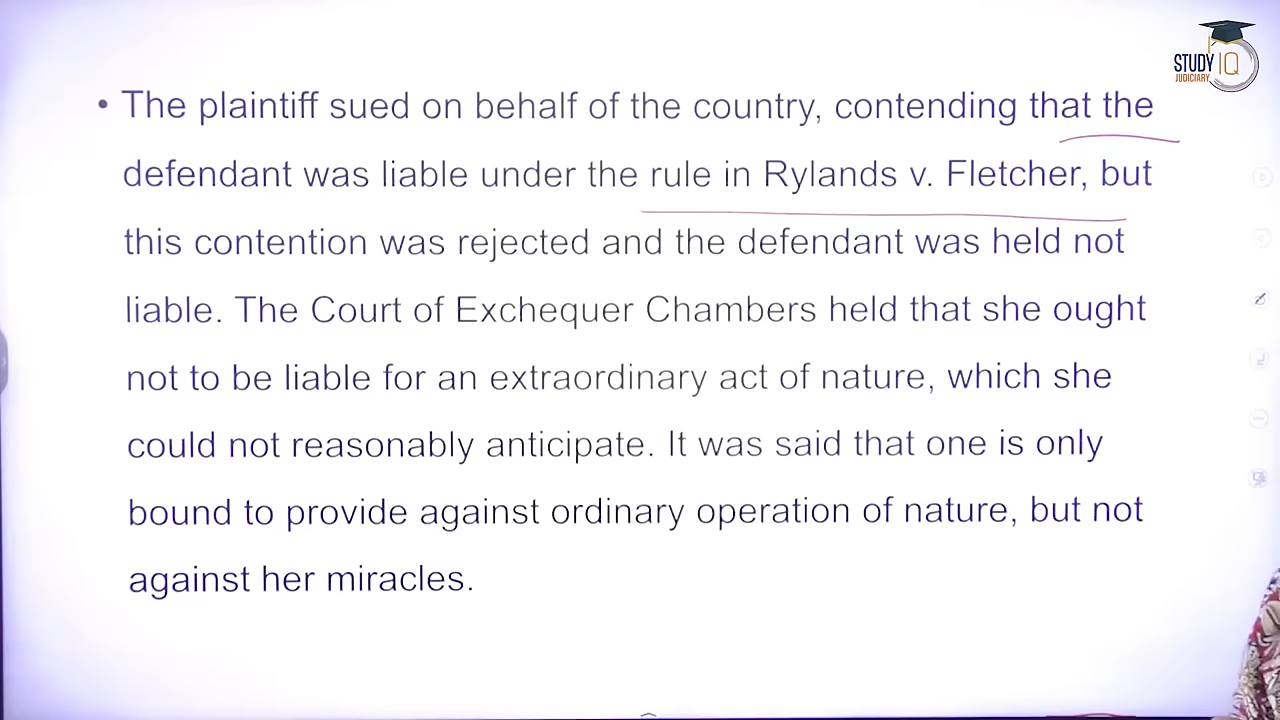 STUDY IQ
JUDICIARY
• The plaintiff sued on behalf of the country, contending that the
defendant was liable under the rule in Rylands v. Fletcher, but
this contention was rejected and the defendant was held not
liable. The Court of Exchequer Chambers held that she ought
not to be liable for an extraordinary act of nature, which she
could not reasonably anticipate. It was said that one is only
bound to provide against ordinary operation of nature, but not
against her miracles.